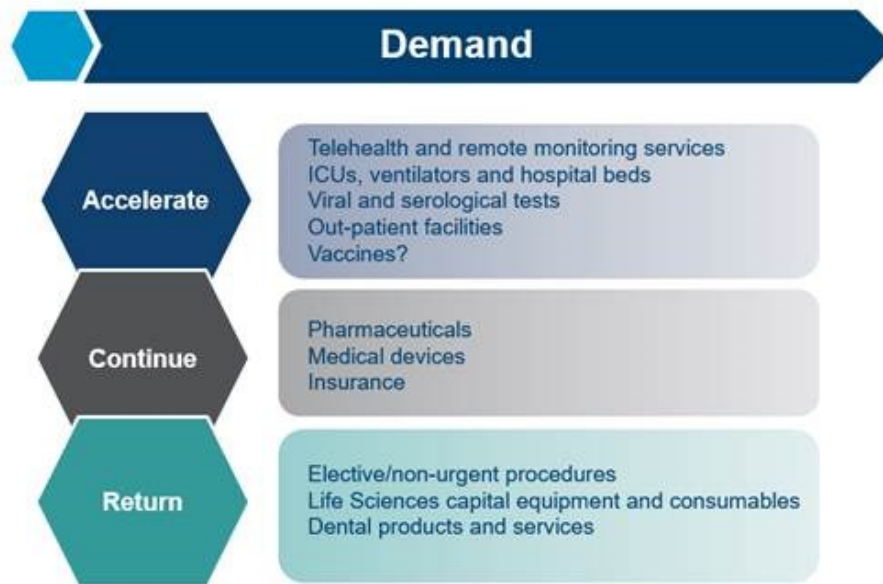 Demand
Accelerate
Telehealth and remote monitoring services
ICUs, ventilators and hospital beds
Viral and serological tests
Out-patient facilities
Vaccines?
Continue
Pharmaceuticals
Medical devices
Insurance
Return
Elective/non-urgent procedures
Life Sciences capital equipment and consumables
Dental products and services